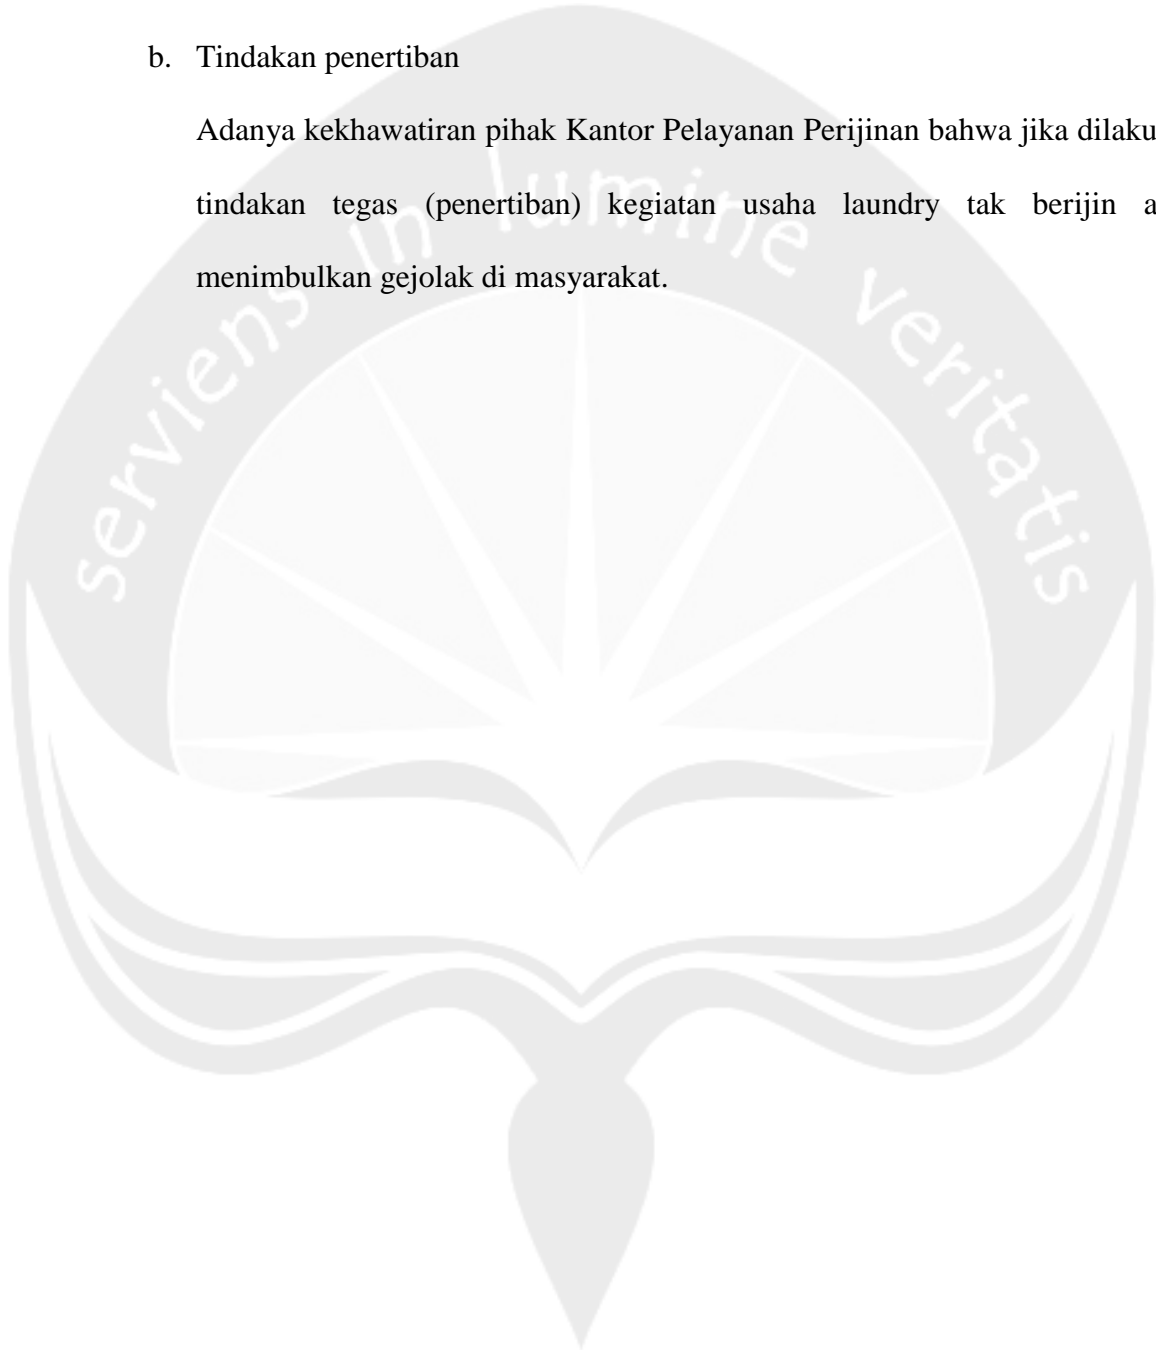 b. Tindakan penertiban
Adanya kekhawatiran pihak Kantor Pelayanan Perijinan bahwa jika dilaku
tindakan tegas (penertiban) kegiatan usaha laundry tak berijin a
menimbulkan gejolak di masyarakat.
serviens in lumine veritatis